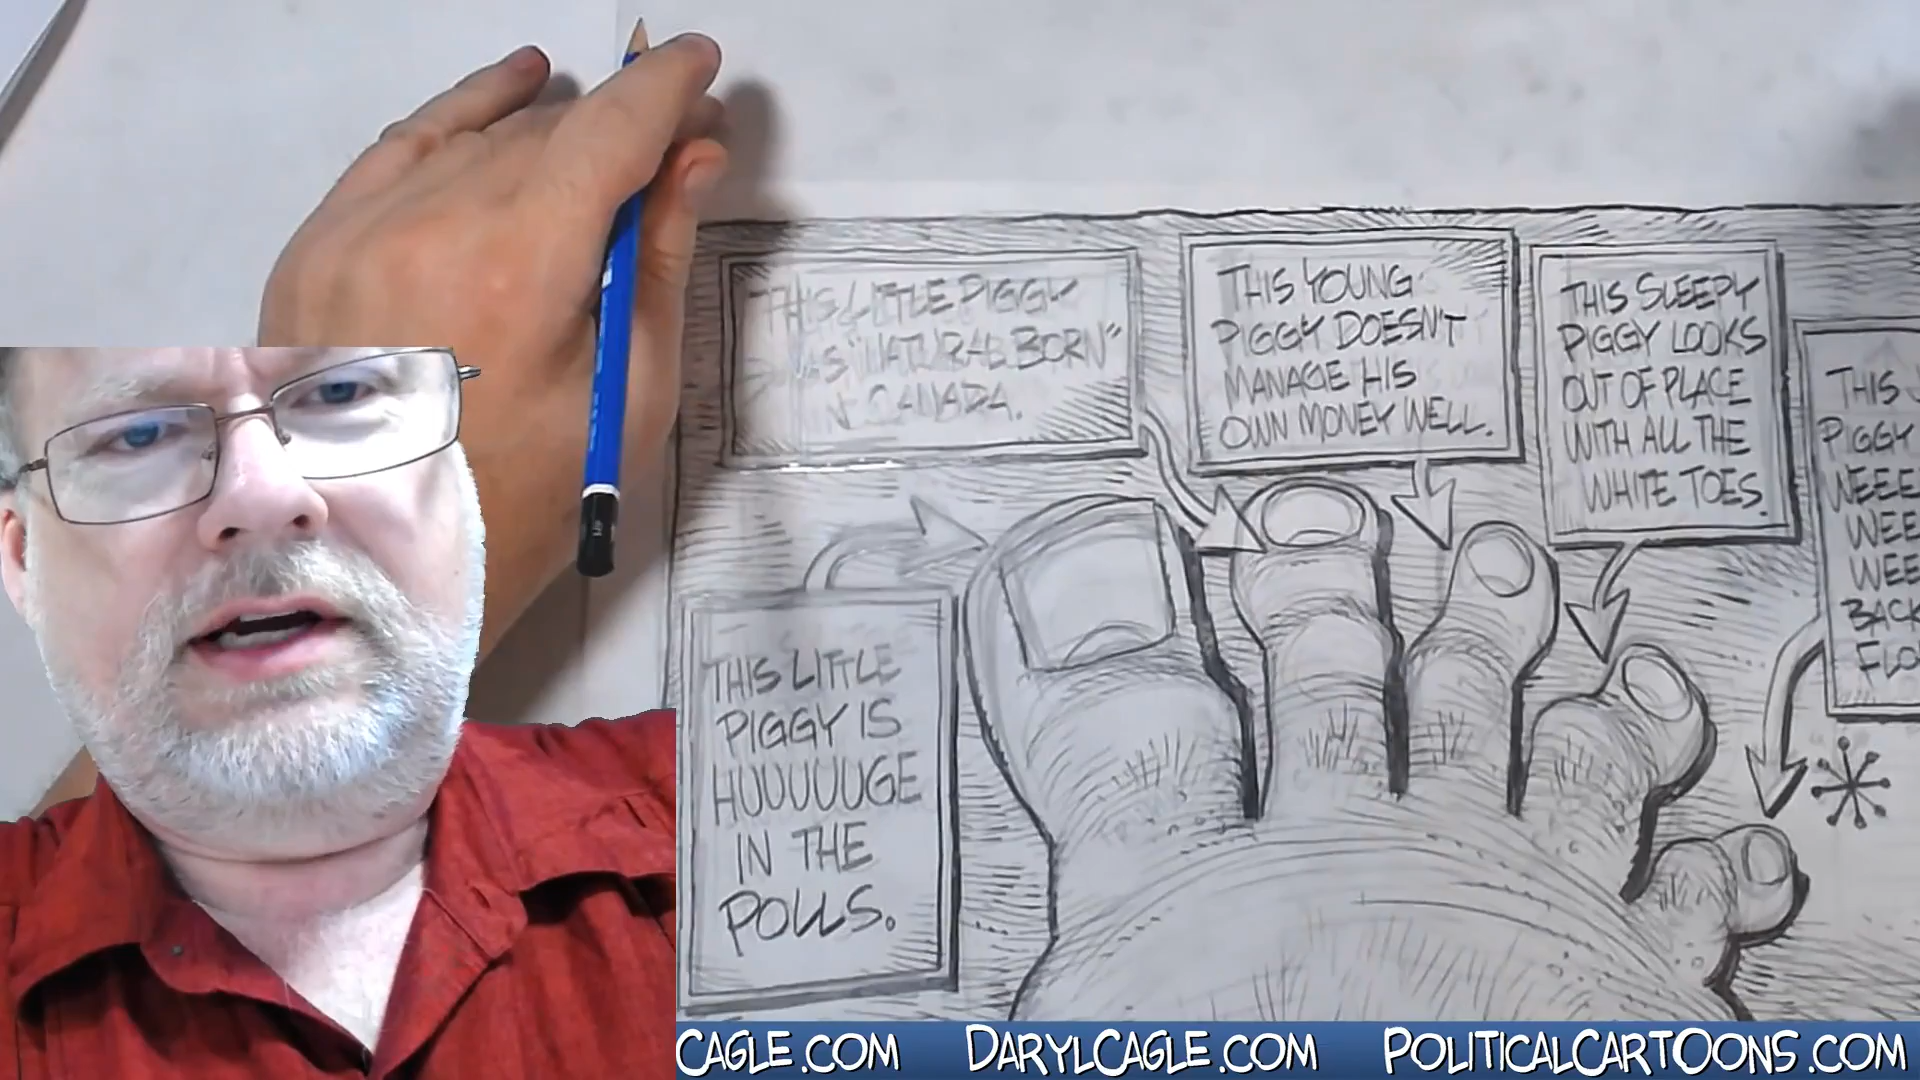 THIS LITTLE PIGGY
WAS "NATURAL BORN"
IN CANADA.
THIS YOUNG
PIGGY DOESN'T
MANAGE HIS
OWN MONEY WELL.
THIS SLEEPY
PIGGY LOOKS
OUT OF PLACE
WITH ALL THE
WHITE TOES.
THIS
PIGGY
WEEE
WEE
WEE
BACK
FLO
THIS LITTLE
PIGGY IS
HUUUUUGE
IN THE
POLLS.
CAGLE.COM DARYLCAGLE.COM POLITICALCARTOONS.COM